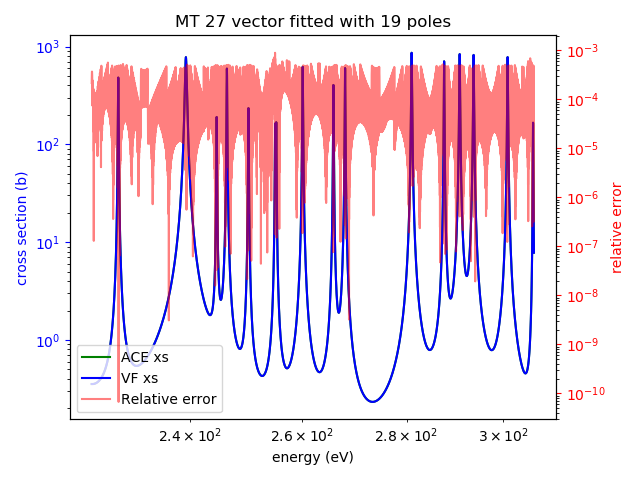 MT 27 vector fitted with 19 poles
10³
10²
10¹
10⁰
cross section (b)
10⁻³
10⁻⁴
10⁻⁵
10⁻⁶
10⁻⁷
10⁻⁸
10⁻⁹
10⁻¹⁰
relative error
ACE xs
VF xs
Relative error
2.4 × 10²
2.6 × 10²
2.8 × 10²
3 × 10²
energy (eV)